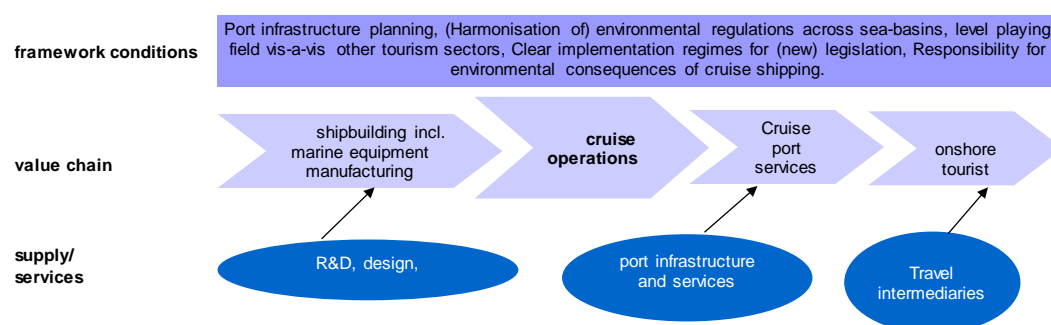 framework conditions
Port infrastructure planning, (Harmonisation of) environmental regulations across sea-basins, level playing
field vis-a-vis other tourism sectors, Clear implementation regimes for (new) legislation, Responsibility for
environmental consequences of cruise shipping.
value chain
shipbuilding incl.
marine equipment
manufacturing
cruise
operations
Cruise
port
services
onshore
tourist
supply/
services
R&D, design,
port infrastructure
and services
Travel
intermediaries